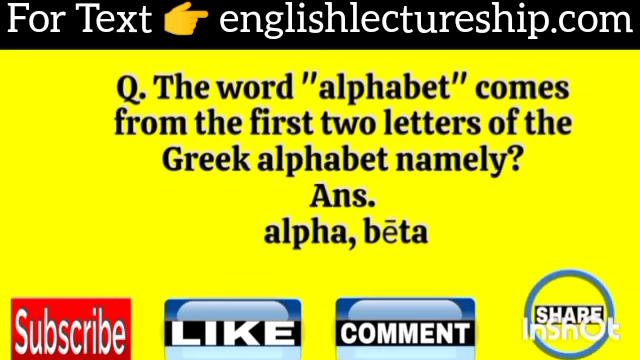 For Text 👉 englishlectureship.com
Q. The word "alphabet" comes
from the first two letters of the
Greek alphabet namely?
Ans.
alpha, bēta
Subscribe
LIKE
COMMENT
SHARE
InShOt